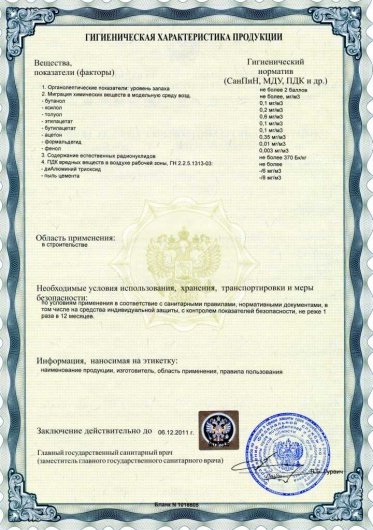 ГИГИЕНИЧЕСКАЯ ХАРАКТЕРИСТИКА ПРОДУКЦИИ
Вещества,
показатели (факторы)
Гигиенический
норматив
(СанПиН, МДУ, ПДК и др.)
1. Органолептические показатели: уровень запаха не более 2 баллов
2. Миграция химических веществ в модельную среду возд. не более, мг/м3
- бутанол 0,1 мг/м3
- ксилол 0,2 мг/м3
- толуол 0,6 мг/м3
- этилацетат 0,1 мг/м3
- бутилацетат 0,1 мг/м3
- ацетон 0,35 мг/м3
- формальдегид 0,01 мг/м3
- фенол 0,003 мг/м3
3. Содержание естественных радионуклидов не более 370 Бк/кг
4. ПДК вредных веществ в воздухе рабочей зоны, ГН 2.2.5.1313-03: не более
- диАлюминий триоксид -/6 мг/м3
- пыль цемента -/8 мг/м3
Область применения:
в строительстве
Необходимые условия использования, хранения, транспортировки и меры
безопасности:
по условиям применения в соответствие с санитарными правилами, нормативными документами, в
том числе на средства индивидуальной защиты, с контролем показателей безопасности, не реже 1
раза в 12 месяцев.
Информация, наносимая на этикетку:
наименование продукции, изготовитель, область применения, правила пользования
Заключение действительно до 06.12.2011 г.
Главный государственный санитарный врач
(заместитель главного государственного санитарного врача)
Гурвич
Бланк N 1018605